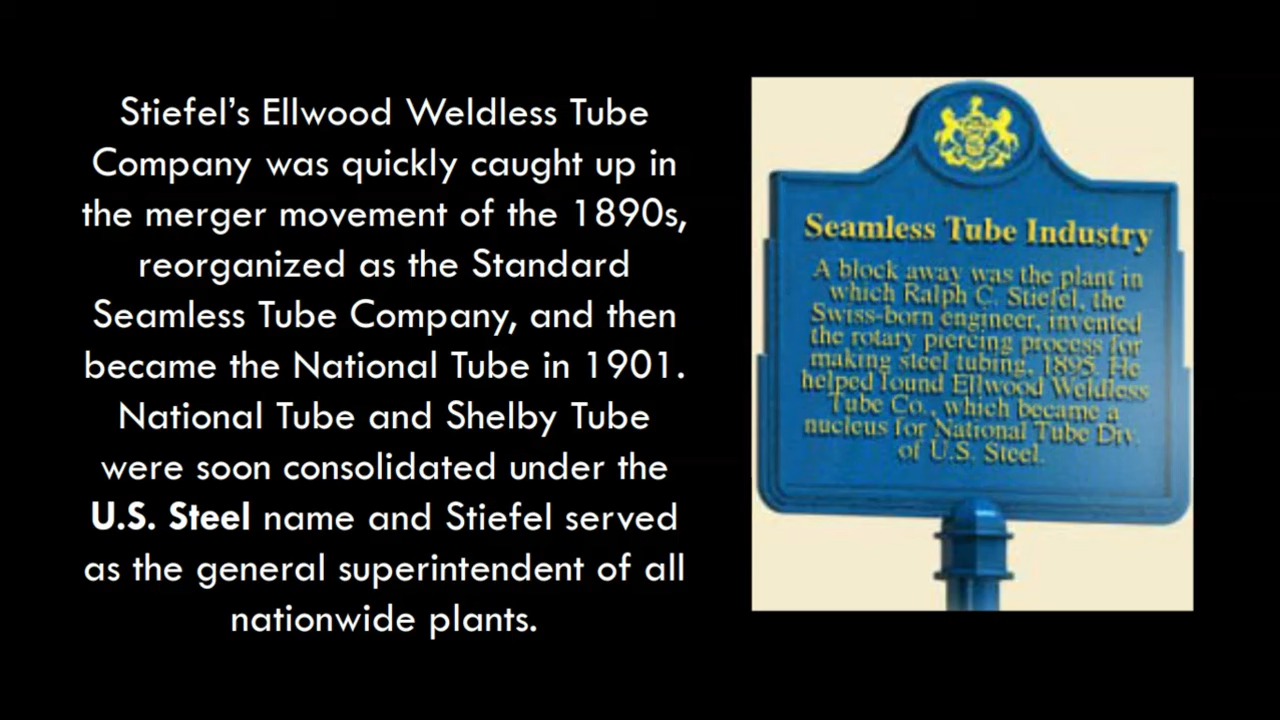 Stiefel’s Ellwood Weldless Tube
Company was quickly caught up in
the merger movement of the 1890s,
reorganized as the Standard
Seamless Tube Company, and then
became the National Tube in 1901.
National Tube and Shelby Tube
were soon consolidated under the
U.S. Steel name and Stiefel served
as the general superintendent of all
nationwide plants.
Seamless Tube Industry
A block away was the plant in
which Ralph C. Stiefel, the
Swiss-born engineer, invented
the rotary piercing process for
making steel tubing, 1895. He
helped found Ellwood Weldless
Tube Co., which became a
nucleus for National Tube Div.
of U.S. Steel.